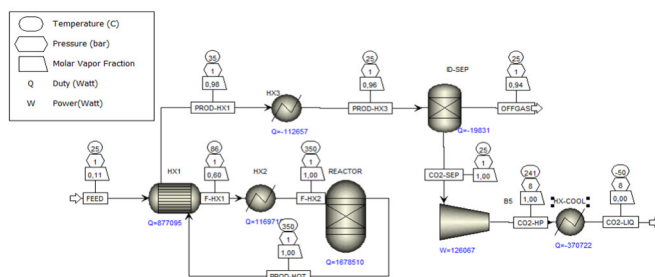 Temperature (C)
Pressure (bar)
Molar Vapor Fraction
Q Duty (Watt)
W Power(Watt)
35
1
0,98
PROD-HX1
HX3
Q=-112657
25
1
0,96
PROD-HX3
ID-SEP
Q=-19831
25
1
0,94
OFFGASD
25
1
0,11
FEED
HX1
Q=877095
86
1
0,60
F-HX1
HX2
350
1
1,00
F-HX2
REACTOR
Q=1678510
350
1
1,00
PROD-HOT
CO2-SEP
25
1
1,00
W=126067
B5
241
8
1,00
CO2-HP
HX-COOL
Q=-370722
-50
8
0,00
CO2-LIQ